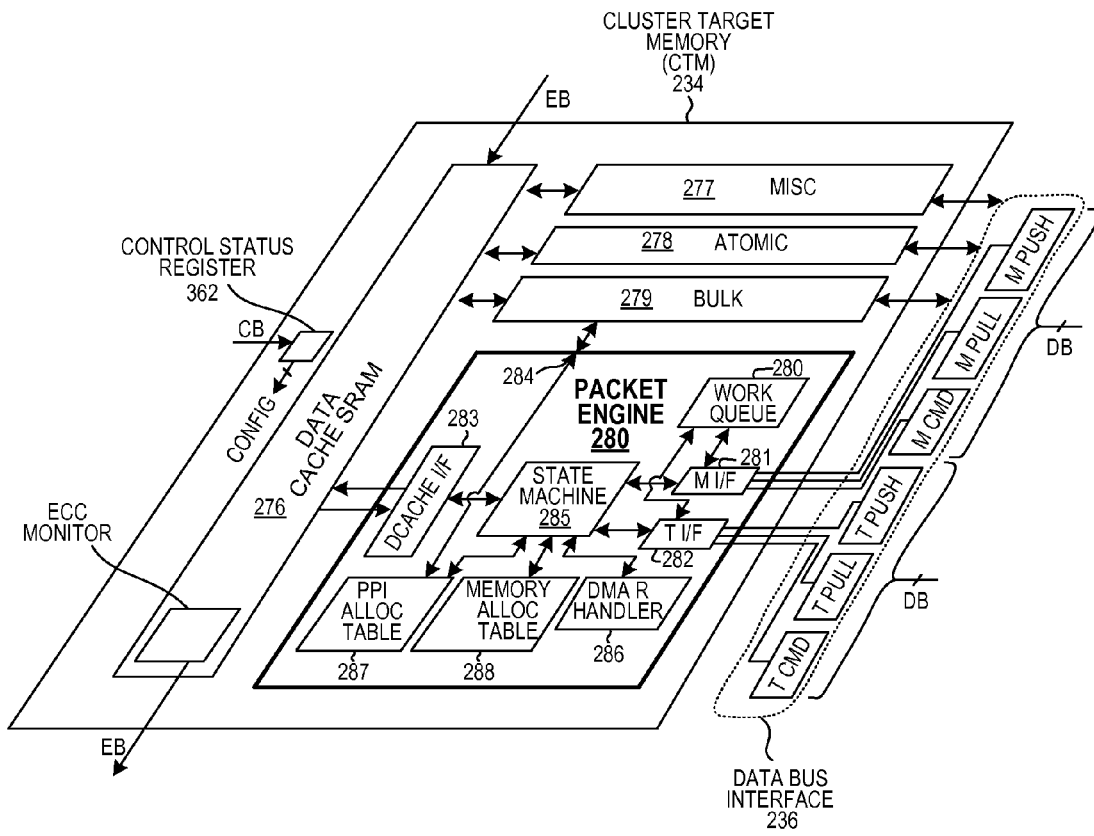 CLUSTER TARGET
MEMORY
(CTM)
234
EB
277 MISC
278 ATOMIC
279 BULK
M PUSH
M PULL
M CMD
DB
CONTROL STATUS
REGISTER
362
CB
CONFIG
DATA
CACHE SRAM
276
284
PACKET
ENGINE
280
280
WORK
QUEUE
283
DCACHE I/F
STATE
MACHINE
285
281
M I/F
T I/F
282
T PUSH
T PULL
T CMD
DB
ECC
MONITOR
PPI
ALLOC
TABLE
287
MEMORY
ALLOC
TABLE
288
DMA R
HANDLER
286
EB
DATA BUS
INTERFACE
236